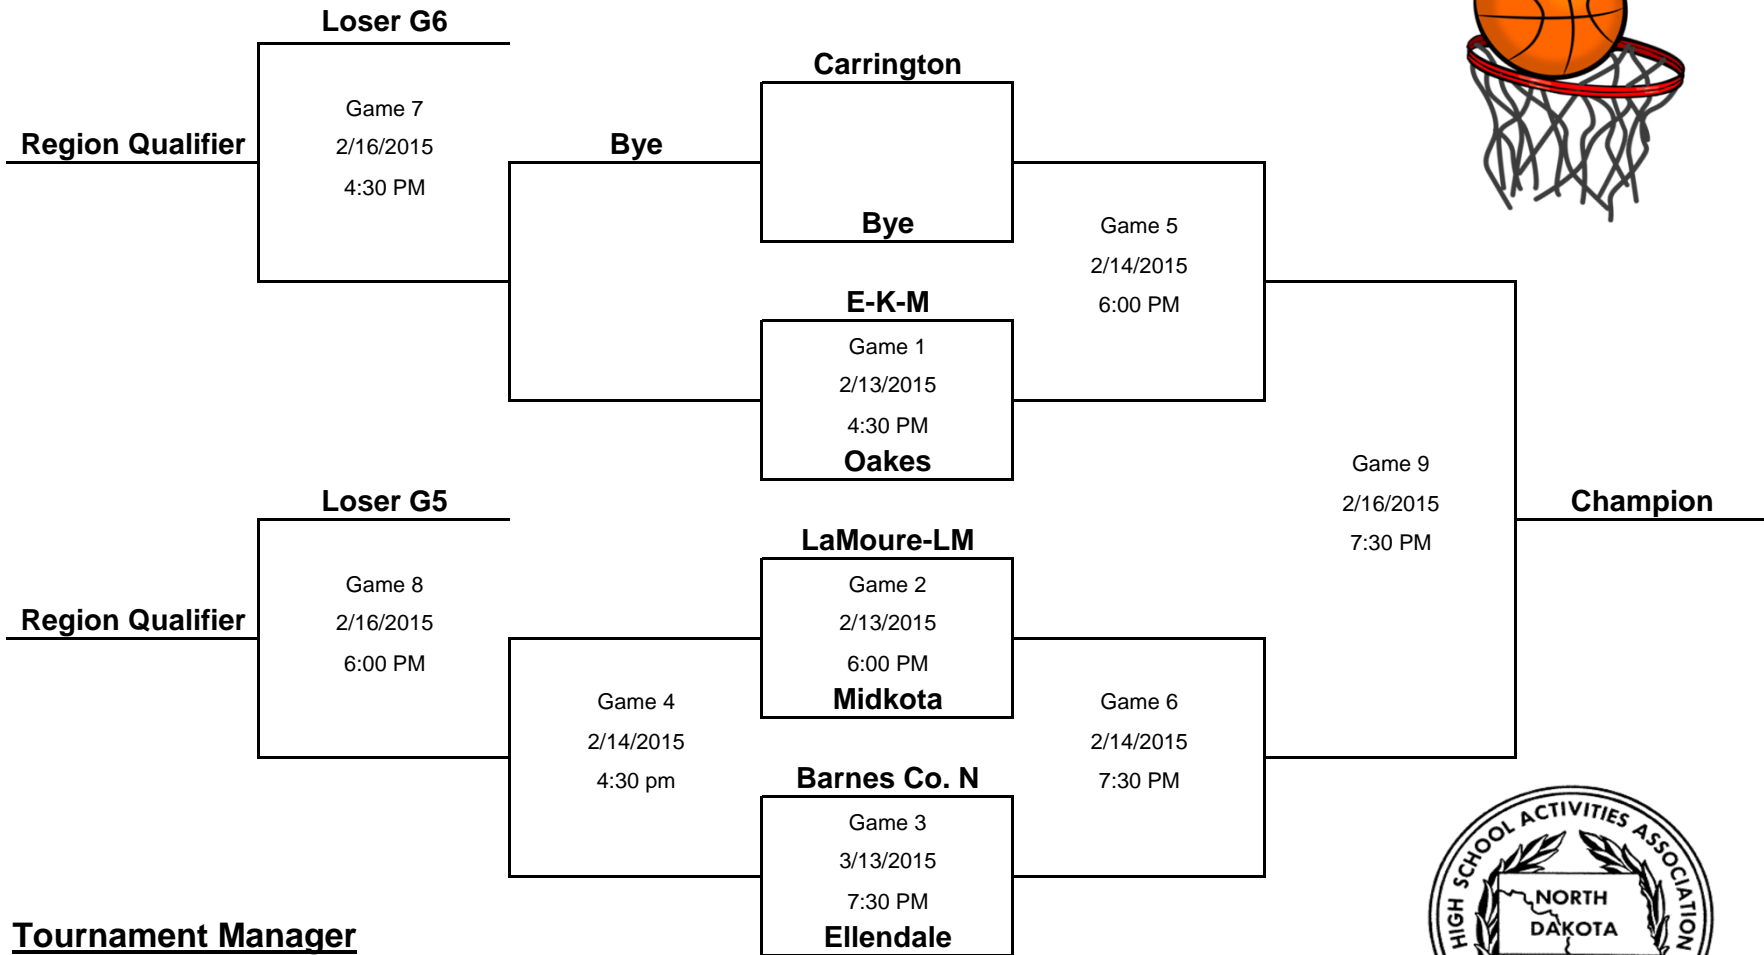 Loser G6
Carrington
Game 7
Region Qualifier
2/16/2015
Bye
4:30 PM
Bye
Game 5
2/14/2015
E-K-M
6:00 PM
Game 1
2/13/2015
4:30 PM
Oakes
Game 9
Loser G5
2/16/2015
Champion
LaMoure-LM
7:30 PM
Game 8
Game 2
Region Qualifier
2/16/2015
2/13/2015
6:00 PM
6:00 PM
Midkota
Game 4
Game 6
2/14/2015
2/14/2015
4:30 pm
Barnes Co. N
7:30 PM
Game 3
3/13/2015
7:30 PM
Ellendale
Tournament Manager
HIGH SCHOOL ACTIVITIES ASSOCIATION
NORTH
DAKOTA